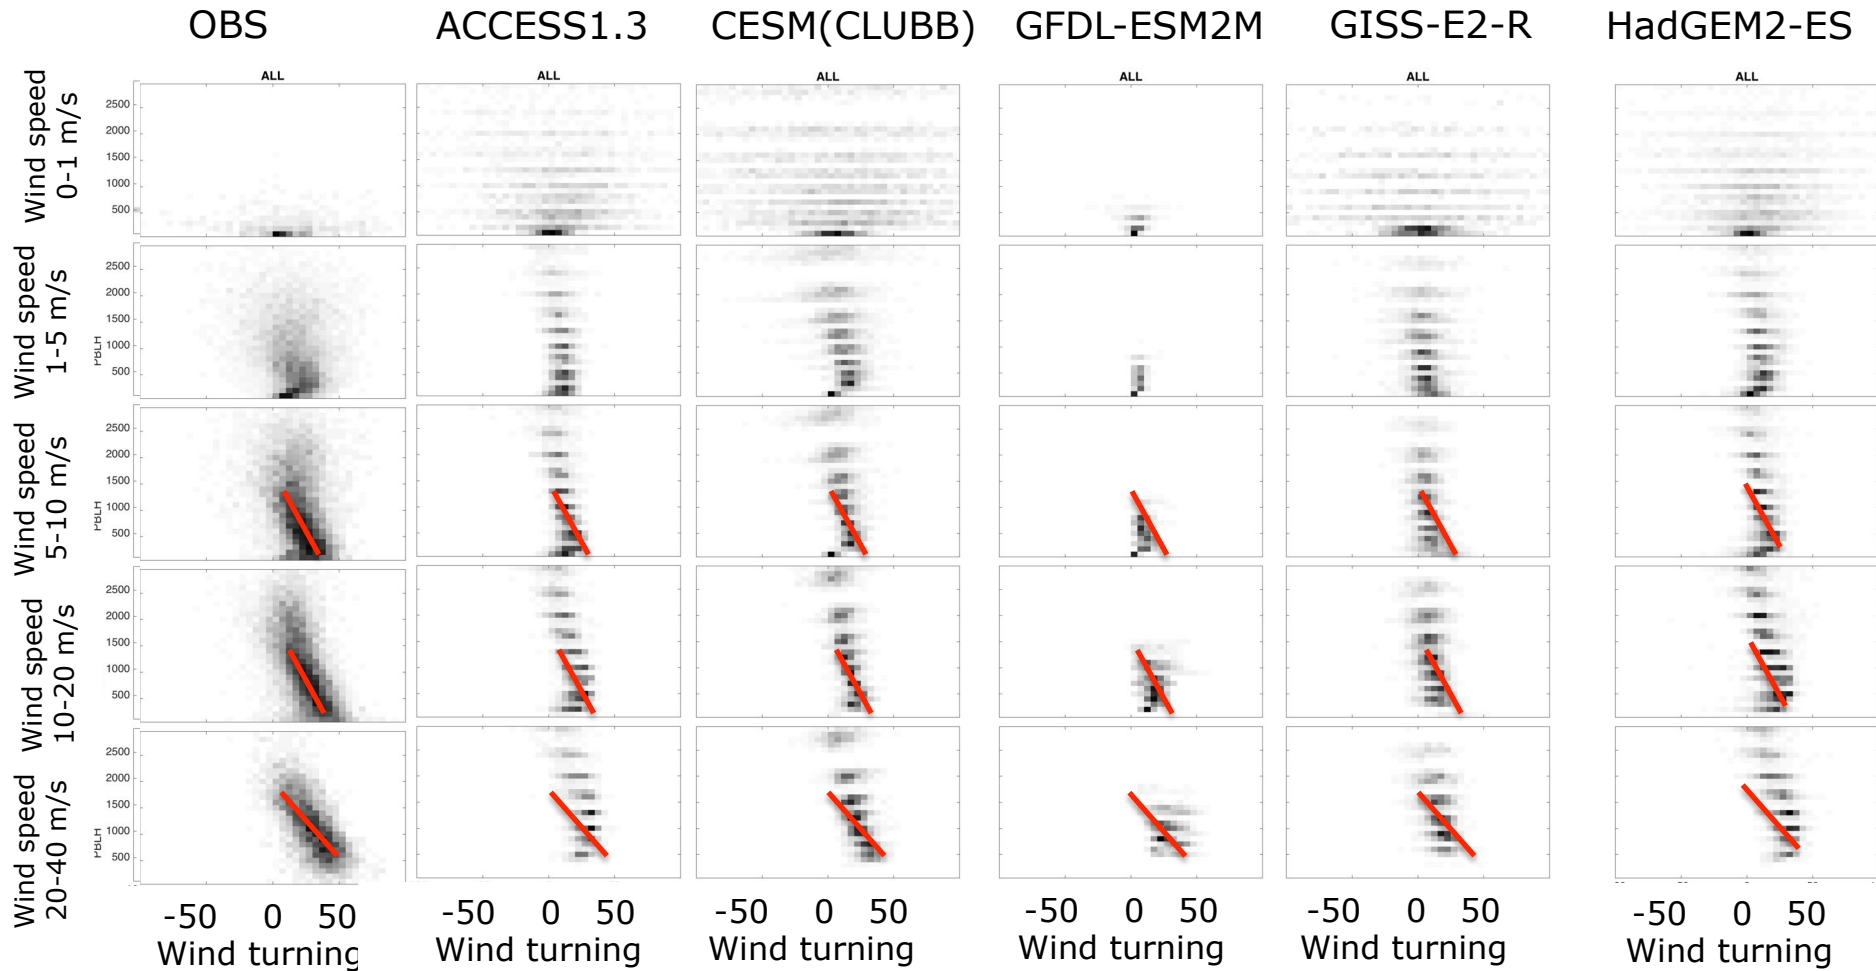 OBS ACCESS1.3 CESM(CLUBB) GFDL-ESM2M GISS-E2-R HadGEM2-ES
ALL ALL ALL ALL ALL ALL
Wind speed
0-1 m/s
2500
2000
1500
1000
500
Wind speed
1-5 m/s
PBLH
2500
2000
1500
1000
500
Wind speed
5-10 m/s
PBLH
2500
2000
1500
1000
500
Wind speed
10-20 m/s
2500
2000
1500
1000
500
Wind speed
20-40 m/s
PBLH
2500
2000
1500
1000
500
-50 0 50 -50 0 50 -50 0 50 -50 0 50 -50 0 50 -50 0 50
Wind turning Wind turning Wind turning Wind turning Wind turning Wind turning